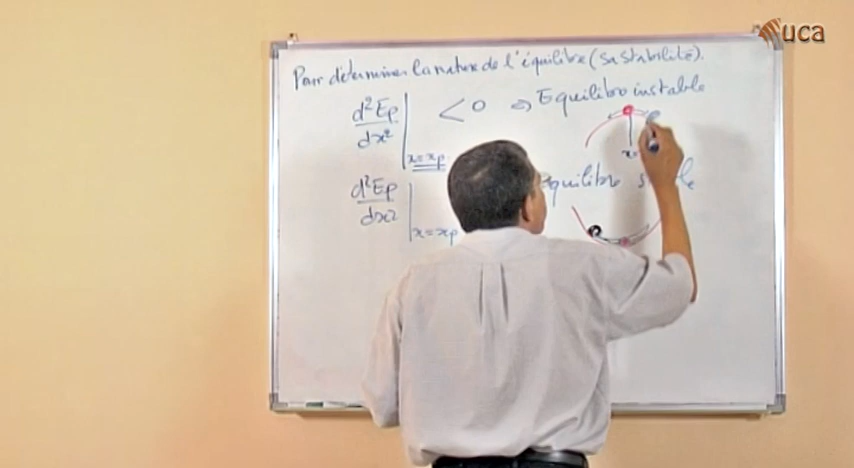 uca
Pour déterminer la nature de l'équilibre (sa stabilité).
d²Ep/dx² | x=xp < 0 ⇒ Equilibre instable
x=
d²Ep/dx² | x=xp Equilibre